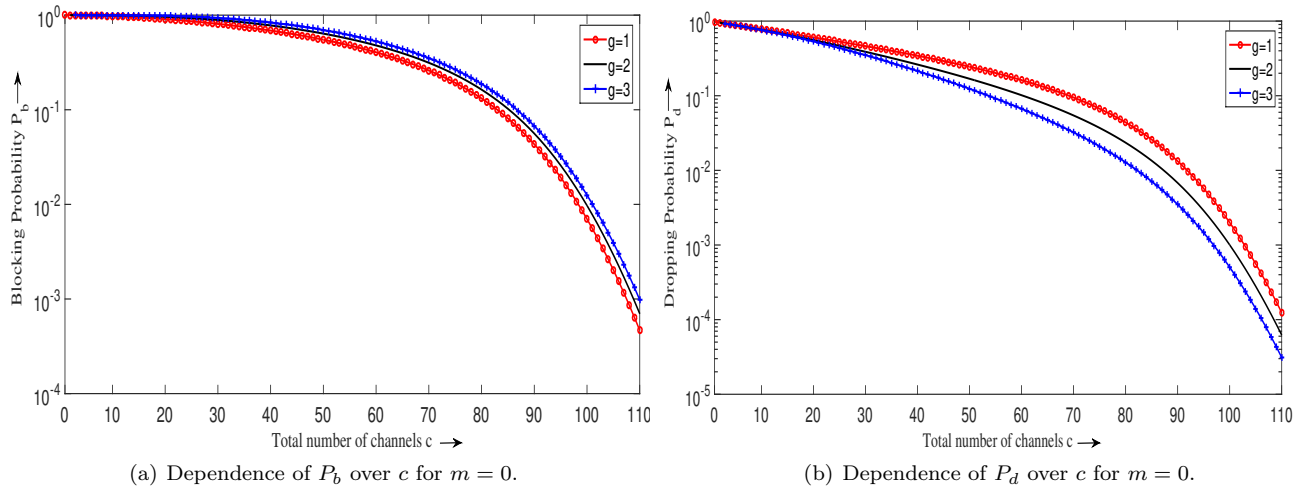 10^0
10^-1
10^-2
10^-3
10^-4
Blocking Probability P_b
0 10 20 30 40 50 60 70 80 90 100 110
Total number of channels c
g=1
g=2
g=3
(a) Dependence of P_b over c for m = 0.
10^0
10^-1
10^-2
10^-3
10^-4
10^-5
Dropping Probability P_d
0 10 20 30 40 50 60 70 80 90 100 110
Total number of channels c
g=1
g=2
g=3
(b) Dependence of P_d over c for m = 0.